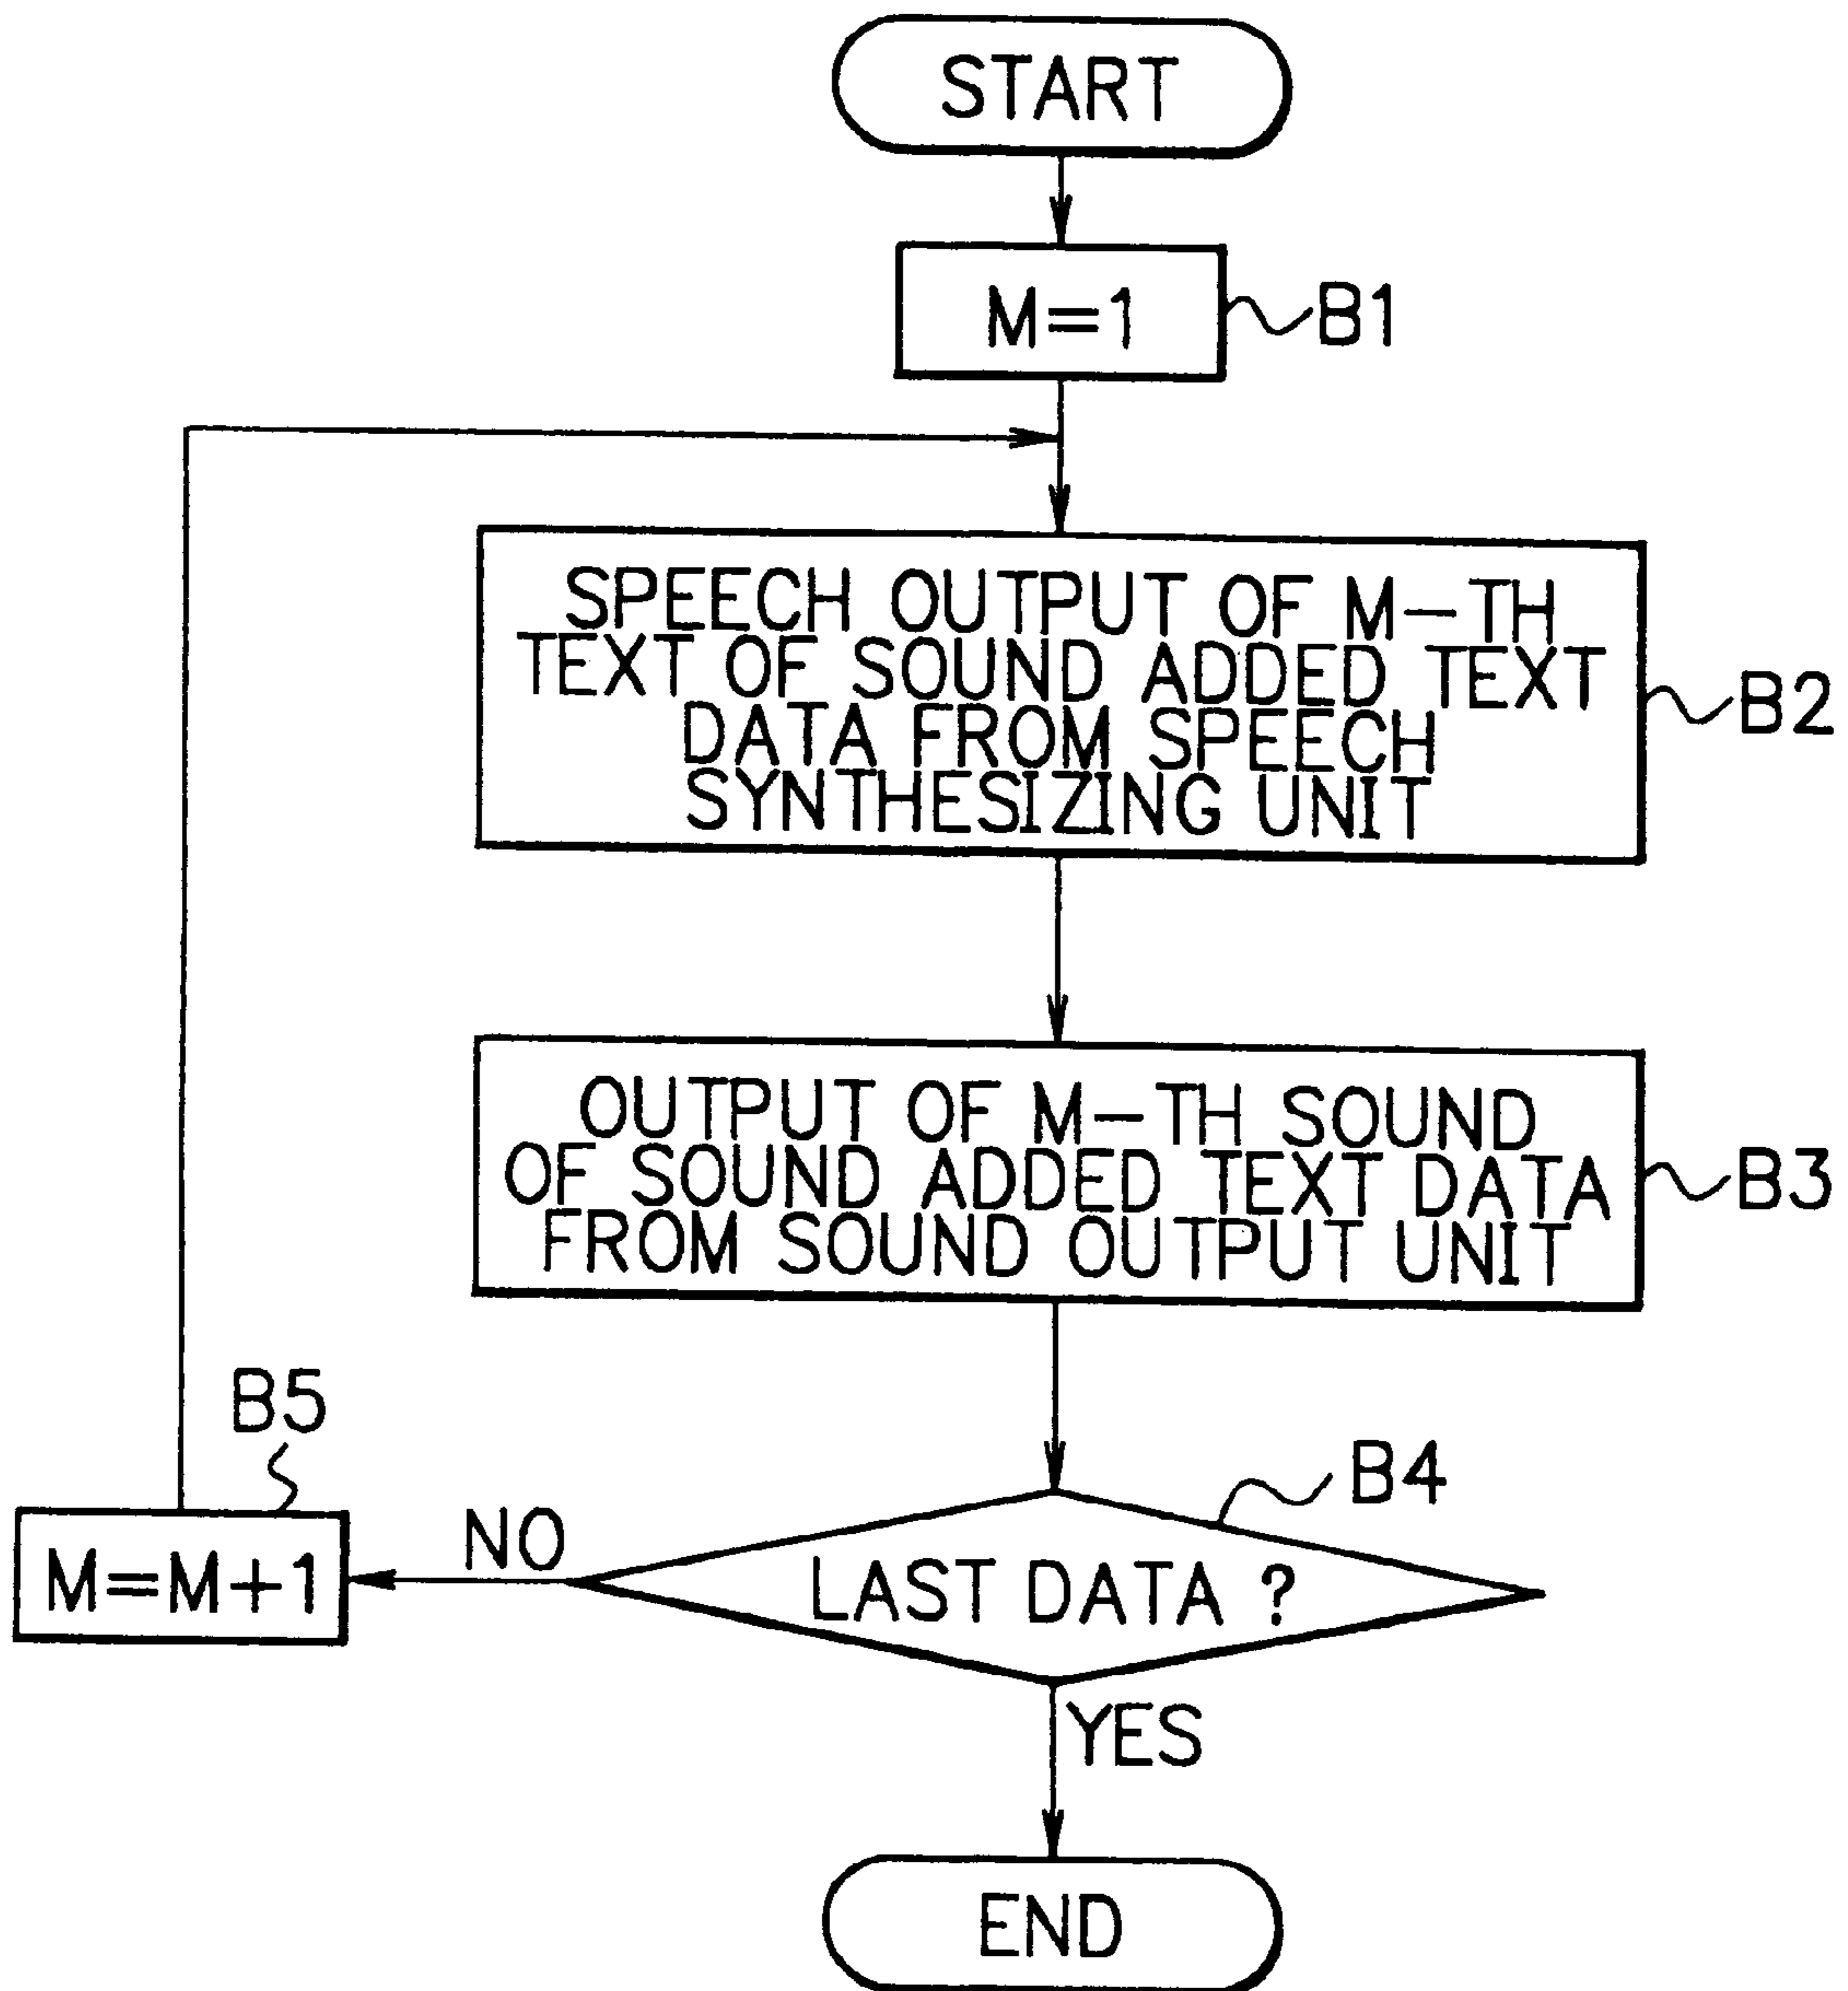 START
M=1
B1
SPEECH OUTPUT OF M-TH
TEXT OF SOUND ADDED TEXT
DATA FROM SPEECH
SYNTHESIZING UNIT
B2
OUTPUT OF M-TH SOUND
OF SOUND ADDED TEXT DATA
FROM SOUND OUTPUT UNIT
B3
B5
B4
M=M+1
NO
LAST DATA ?
YES
END